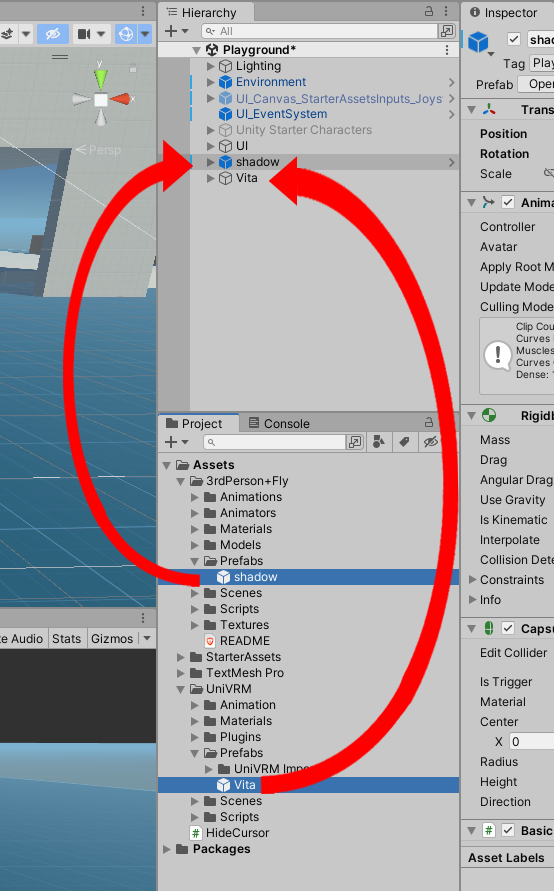 Hierarchy
All
Playground*
Lighting
Environment
UI_Canvas_StarterAssetsInputs_Joys
UI_EventSystem
Unity Starter Characters
UI
shadow
Vita
y
x
Persp
te Audio
Stats
Gizmos
Project
Console
Assets
3rdPerson+Fly
Animations
Animators
Materials
Models
Prefabs
shadow
Scenes
Scripts
Textures
README
StarterAssets
TextMesh Pro
UniVRM
Animation
Materials
Plugins
Prefabs
UniVRM Impo
Vita
Scenes
Scripts
HideCursor
Packages
Inspector
shad
Tag
Play
Prefab
Oper
Trans
Position
Rotation
Scale
Anima
Controller
Avatar
Apply Root M
Update Mode
Culling Mode
Clip Cou
Curves
Muscles
Curves
Dense:
Rigidb
Mass
Drag
Angular Drag
Use Gravity
Is Kinematic
Interpolate
Collision Dete
Constraints
Info
Capsu
Edit Collider
Is Trigger
Material
Center
X 0
Radius
Height
Direction
# Basic
Asset Labels